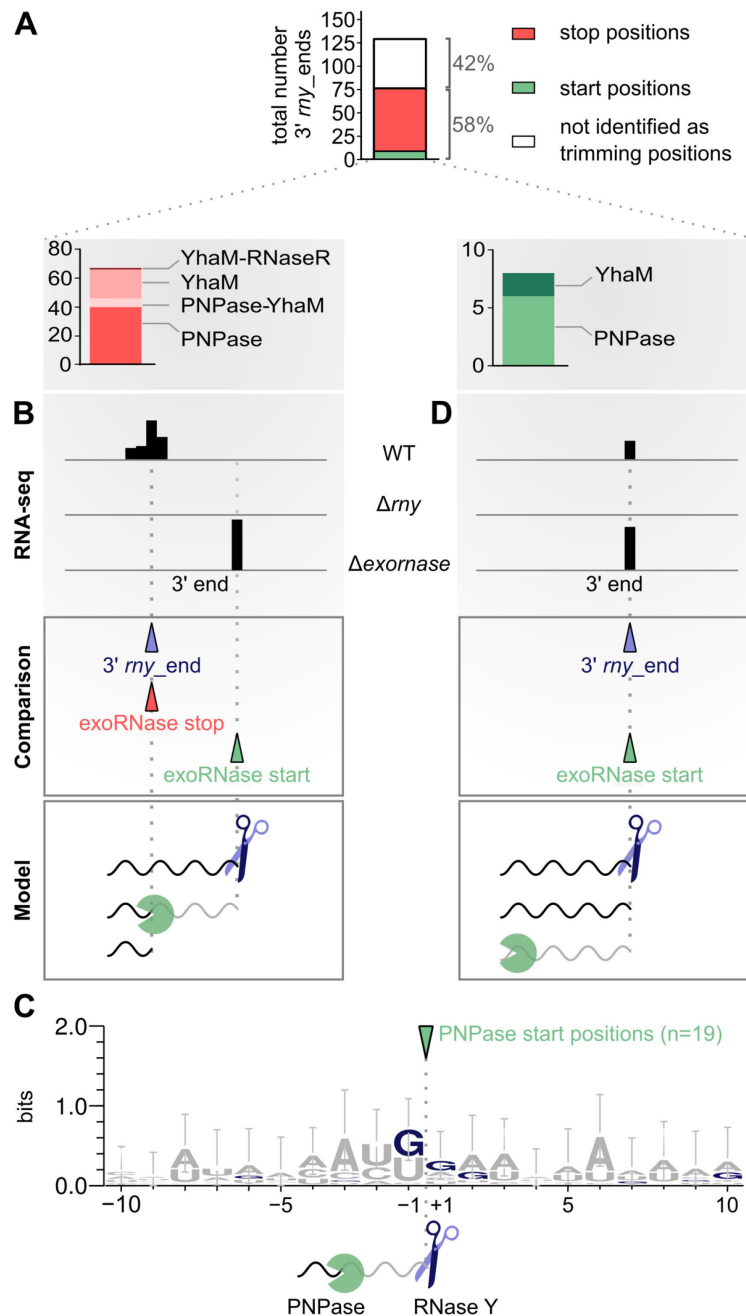 A
total number
3' rny_ends
150
125
100
75
50
25
0
42%
58%
stop positions
start positions
not identified as
trimming positions
80
60
40
20
0
YhaM-RNaseR
YhaM
PNPase-YhaM
PNPase
10
5
0
YhaM
PNPase
B
D
RNA-seq
WT
Δrny
Δexornase
3' end
3' end
Comparison
3' rny_end
exoRNase stop
exoRNase start
3' rny_end
exoRNase start
Model
C
PNPase start positions (n=19)
bits
2.0
1.0
0.0
−10
−5
−1
+1
5
10
PNPase
RNase Y